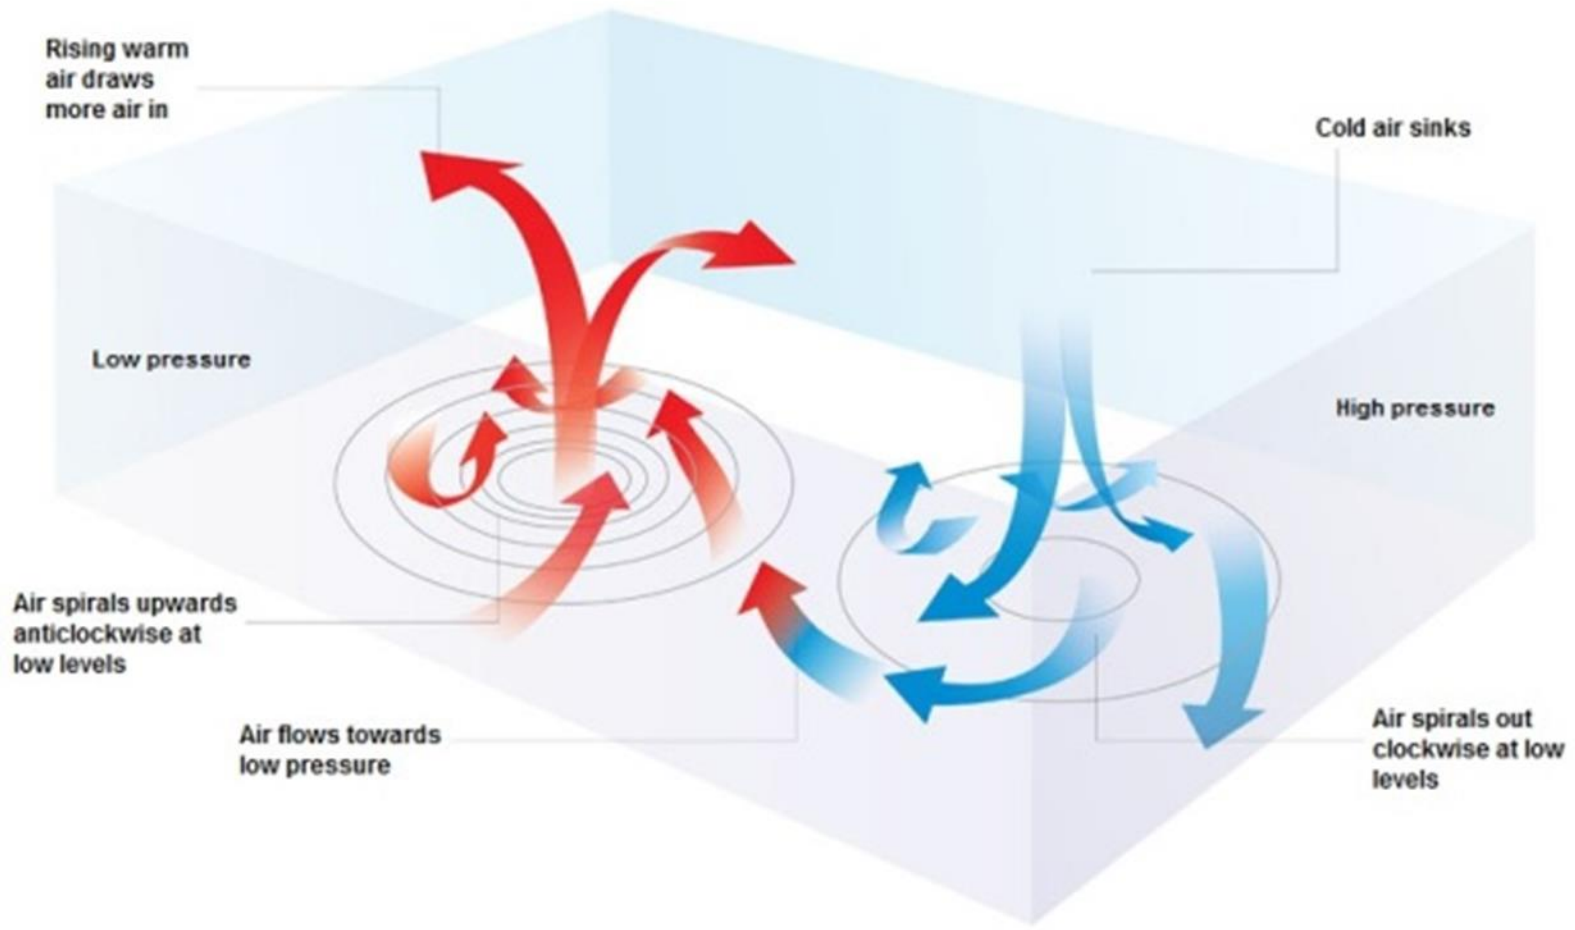 Rising warm
air draws
more air in
Cold air sinks
Low pressure
High pressure
Air spirals upwards
anticlockwise at
low levels
Air flows towards
low pressure
Air spirals out
clockwise at low
levels